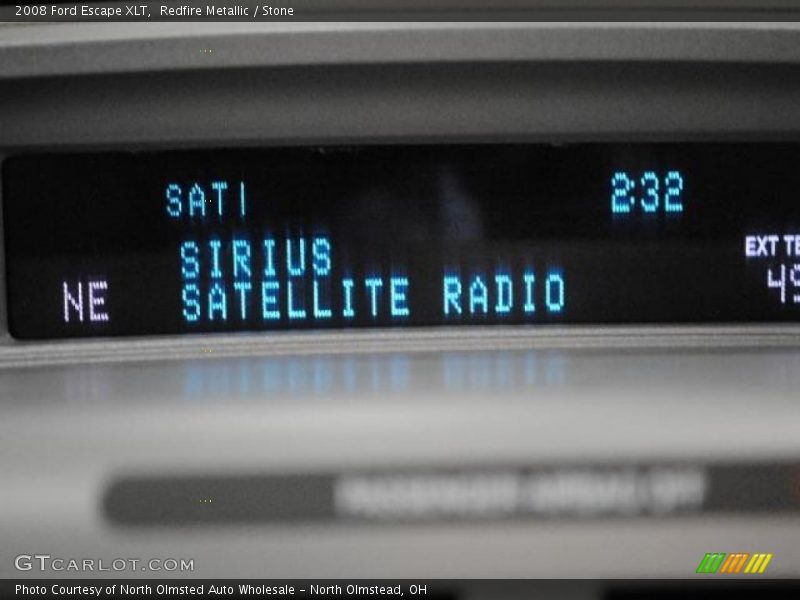 2008 Ford Escape XLT, Redfire Metallic / Stone
SAT1 2:32
SIRIUS EXT TE
NE SATELLITE RADIO 49
GTCARLOT.COM
Photo Courtesy of North Olmsted Auto Wholesale - North Olmstead, OH